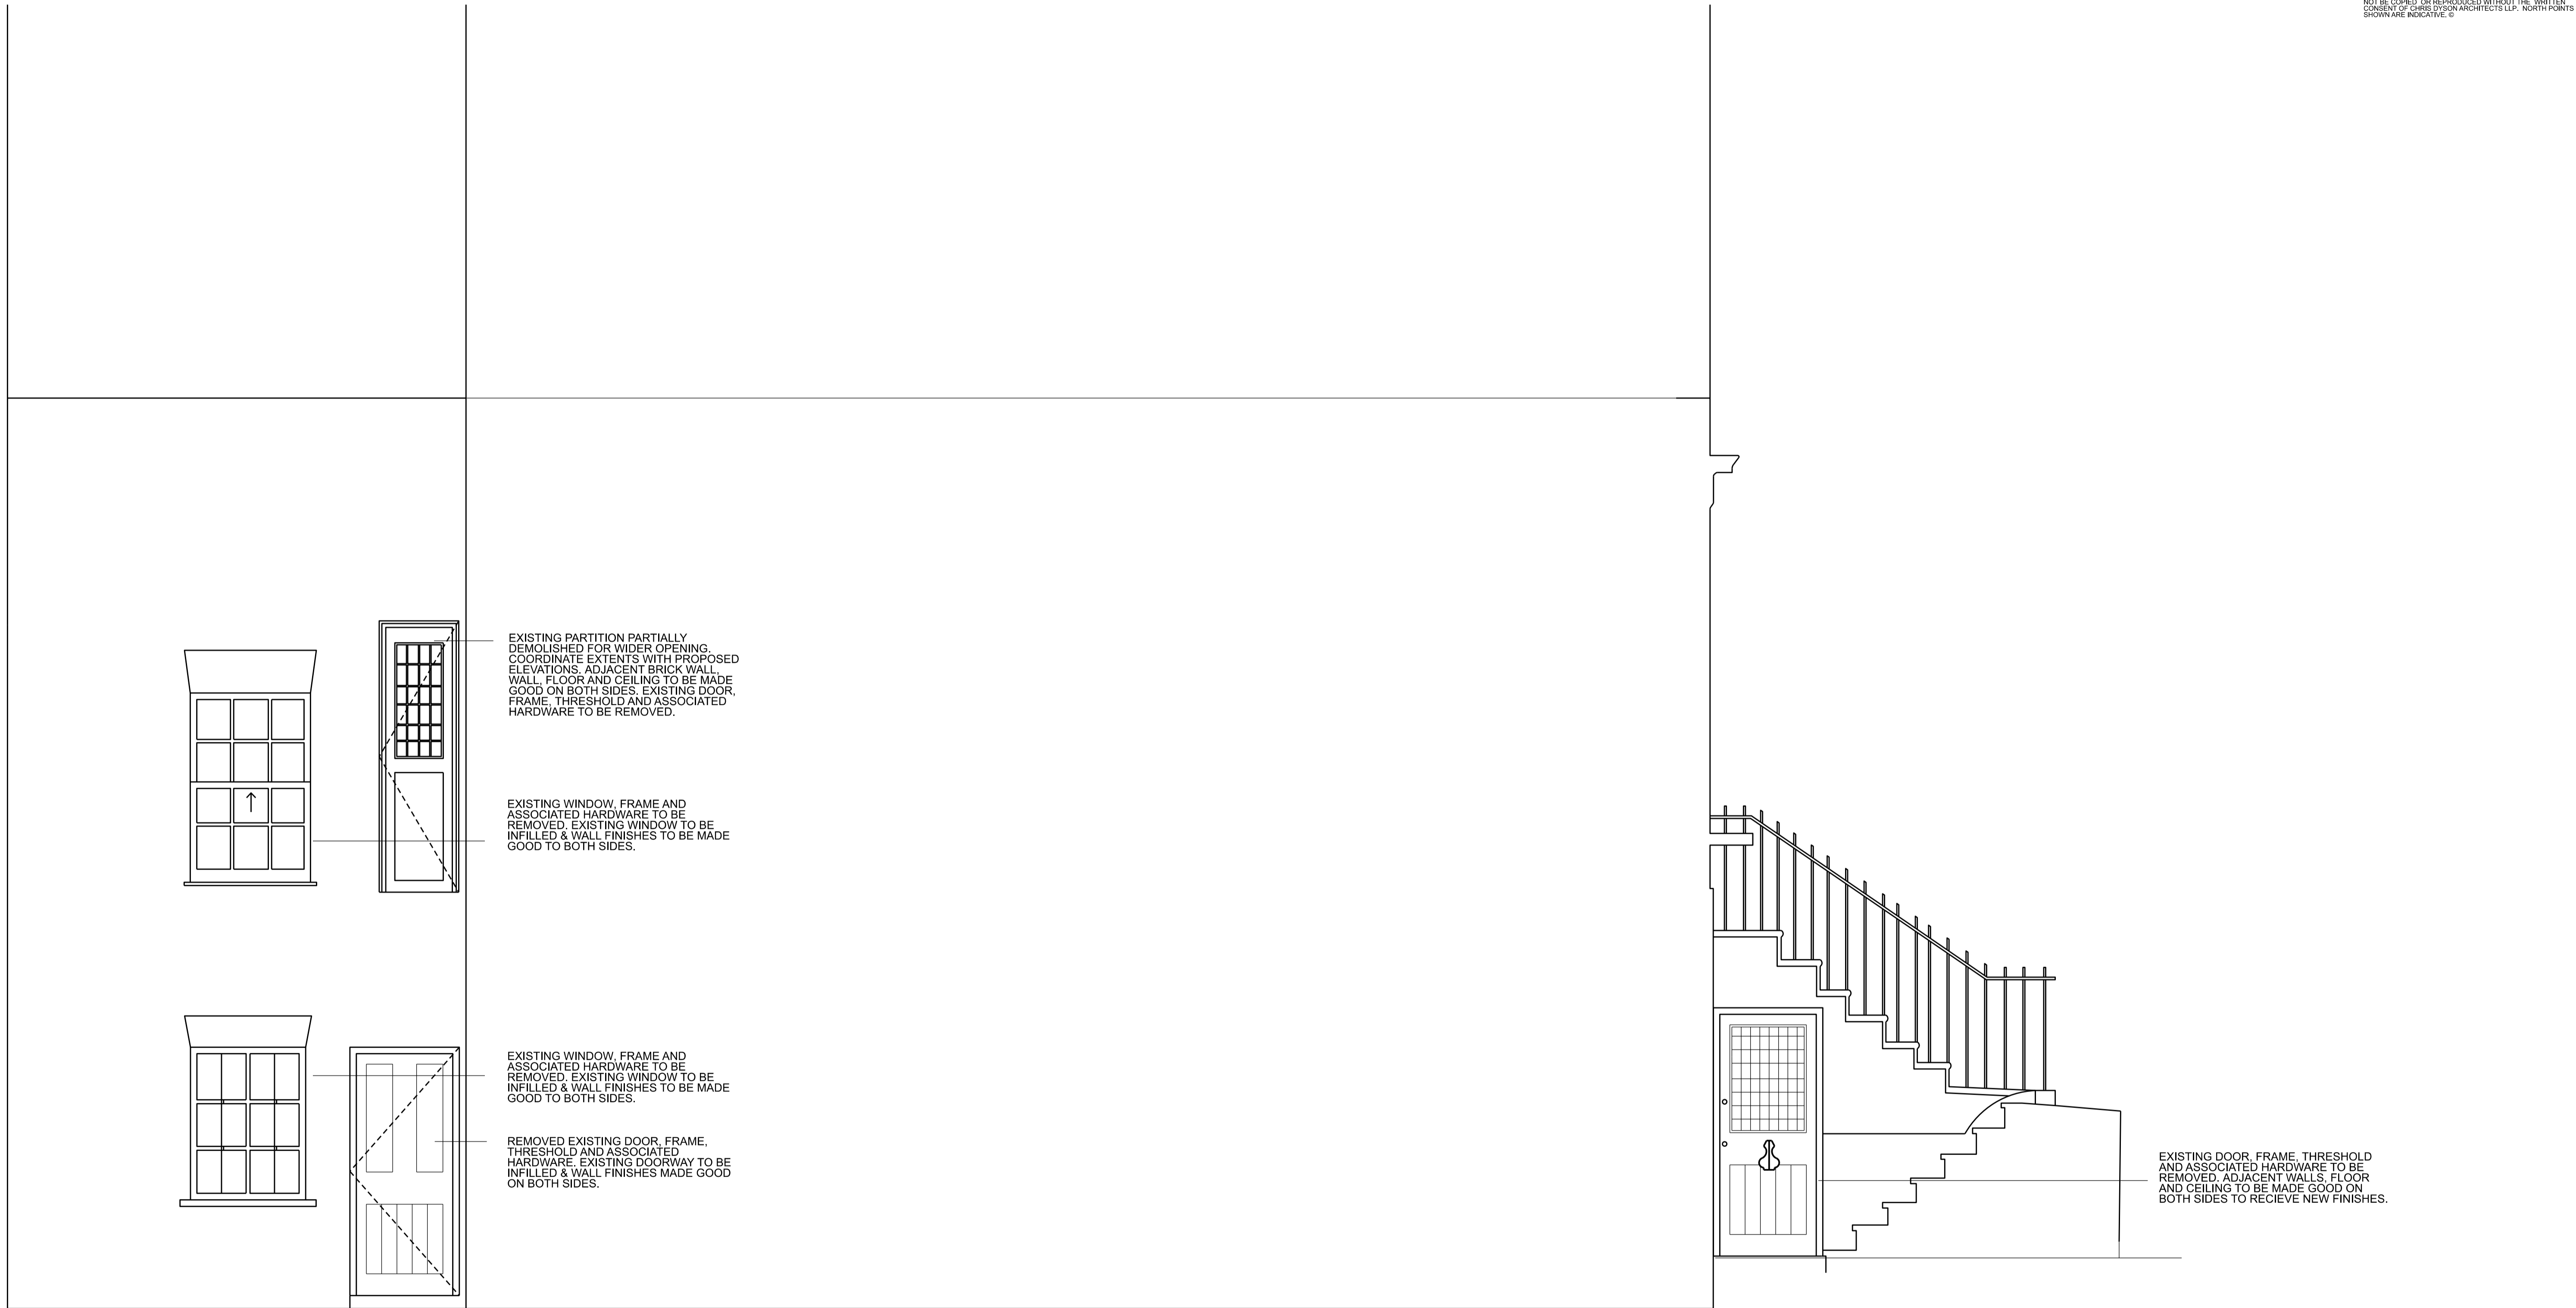 NOT BE COPIED OR REPRODUCED WITHOUT THE WRITTEN
CONSENT OF CHRIS DYSON ARCHITECTS LLP. NORTH POINTS
SHOWN ARE INDICATIVE. ©
EXISTING PARTITION PARTIALLY
DEMOLISHED FOR WIDER OPENING.
COORDINATE EXTENTS WITH PROPOSED
ELEVATIONS. ADJACENT BRICK WALL,
WALL, FLOOR AND CEILING TO BE MADE
GOOD ON BOTH SIDES. EXISTING DOOR,
FRAME, THRESHOLD AND ASSOCIATED
HARDWARE TO BE REMOVED.
EXISTING WINDOW, FRAME AND
ASSOCIATED HARDWARE TO BE
REMOVED. EXISTING WINDOW TO BE
INFILLED & WALL FINISHES TO BE MADE
GOOD TO BOTH SIDES.
EXISTING WINDOW, FRAME AND
ASSOCIATED HARDWARE TO BE
REMOVED. EXISTING WINDOW TO BE
INFILLED & WALL FINISHES TO BE MADE
GOOD TO BOTH SIDES.
REMOVED EXISTING DOOR, FRAME,
THRESHOLD AND ASSOCIATED
HARDWARE. EXISTING DOORWAY TO BE
INFILLED & WALL FINISHES MADE GOOD
ON BOTH SIDES.
EXISTING DOOR, FRAME, THRESHOLD
AND ASSOCIATED HARDWARE TO BE
REMOVED. ADJACENT WALLS, FLOOR
AND CEILING TO BE MADE GOOD ON
BOTH SIDES TO RECIEVE NEW FINISHES.